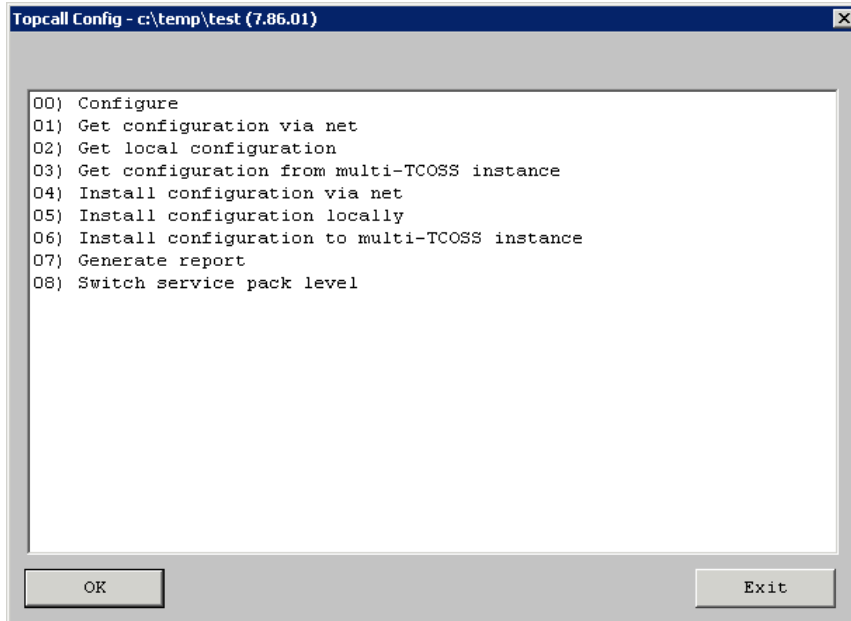 Topcall Config - c:\temp\test (7.86.01)
00) Configure
01) Get configuration via net
02) Get local configuration
03) Get configuration from multi-TCOSS instance
04) Install configuration via net
05) Install configuration locally
06) Install configuration to multi-TCOSS instance
07) Generate report
08) Switch service pack level
OK
Exit